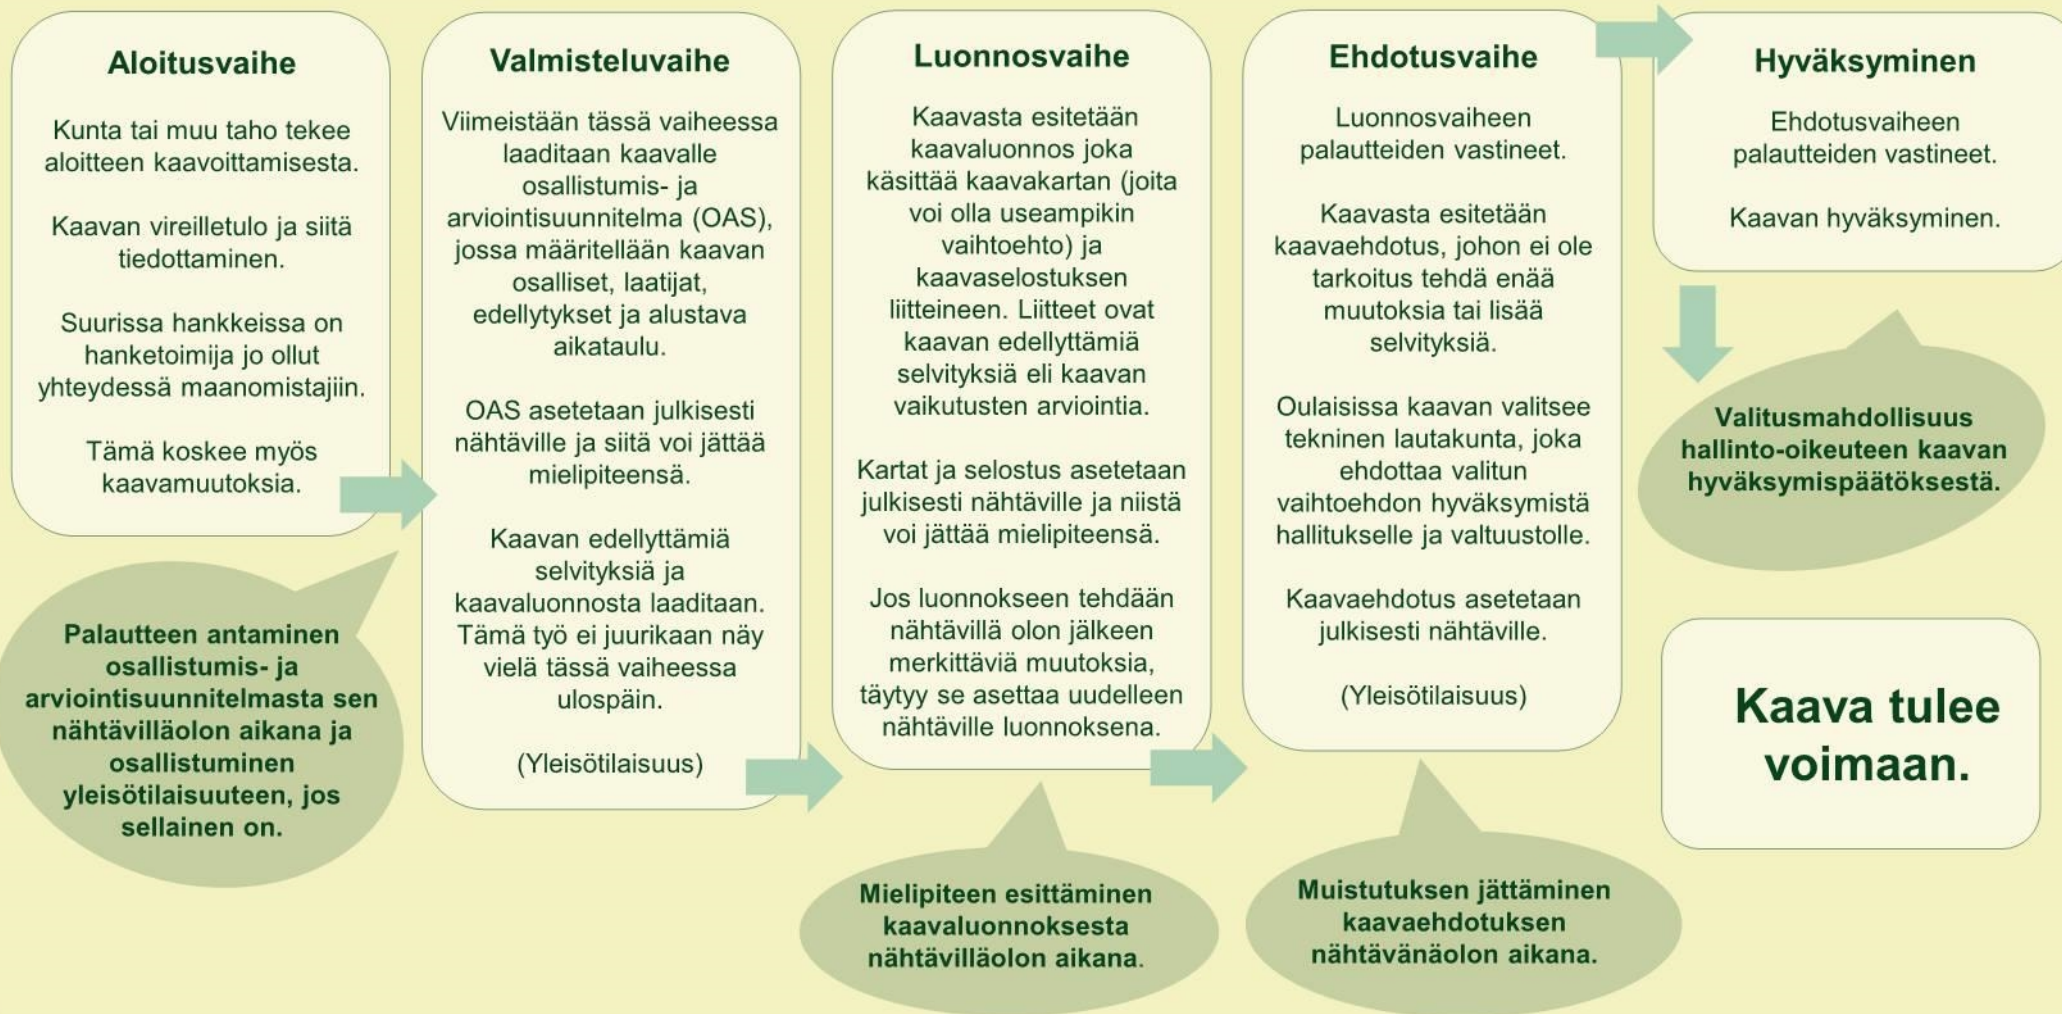 Aloitusvaihe
Kunta tai muu taho tekee
aloitteen kaavoittamisesta.
Kaavan vireilletulo ja siitä
tiedottaminen.
Suurissa hankkeissa on
hanketoimija jo ollut
yhteydessä maanomistajiin.
Tämä koskee myös
kaavamuutoksia.
Palautteen antaminen
osallistumis- ja
arviointisuunnitelmasta sen
nähtävilläolon aikana ja
osallistuminen
yleisötilaisuuteen, jos
sellainen on.
Valmisteluvaihe
Viimeistään tässä vaiheessa
laaditaan kaavalle
osallistumis- ja
arviointisuunnitelma (OAS),
jossa määritellään kaavan
osalliset, laatijat,
edellytykset ja alustava
aikataulu.
OAS asetetaan julkisesti
nähtäville ja siitä voi jättää
mielipiteensä.
Kaavan edellyttämiä
selvityksiä ja
kaavaluonnosta laaditaan.
Tämä työ ei juurikaan näy
vielä tässä vaiheessa
ulospäin.
(Yleisötilaisuus)
Luonnosvaihe
Kaavasta esitetään
kaavaluonnos joka
käsittää kaavakartan (joita
voi olla useampikin
vaihtoehto) ja
kaavaselostuksen
liitteineen. Liitteet ovat
kaavan edellyttämiä
selvityksiä eli kaavan
vaikutusten arviointia.
Kartat ja selostus asetetaan
julkisesti nähtäville ja niistä
voi jättää mielipiteensä.
Jos luonnokseen tehdään
nähtävillä olon jälkeen
merkittäviä muutoksia,
täytyy se asettaa uudelleen
nähtäville luonnoksena.
Mielipiteen esittäminen
kaavaluonnoksesta
nähtävilläolon aikana.
Ehdotusvaihe
Luonnosvaiheen
palautteiden vastineet.
Kaavasta esitetään
kaavaehdotus, johon ei ole
tarkoitus tehdä enää
muutoksia tai lisää
selvityksiä.
Oulaisissa kaavan valitsee
tekninen lautakunta, joka
ehdottaa valitun
vaihtoehdon hyväksymistä
hallitukselle ja valtuustolle.
Kaavaehdotus asetetaan
julkisesti nähtäville.
(Yleisötilaisuus)
Muistutuksen jättäminen
kaavaehdotuksen
nähtävänäolon aikana.
Hyväksyminen
Ehdotusvaiheen
palautteiden vastineet.
Kaavan hyväksyminen.
Valitusmahdollisuus
hallinto-oikeuteen kaavan
hyväksymispäätöksestä.
Kaava tulee
voimaan.